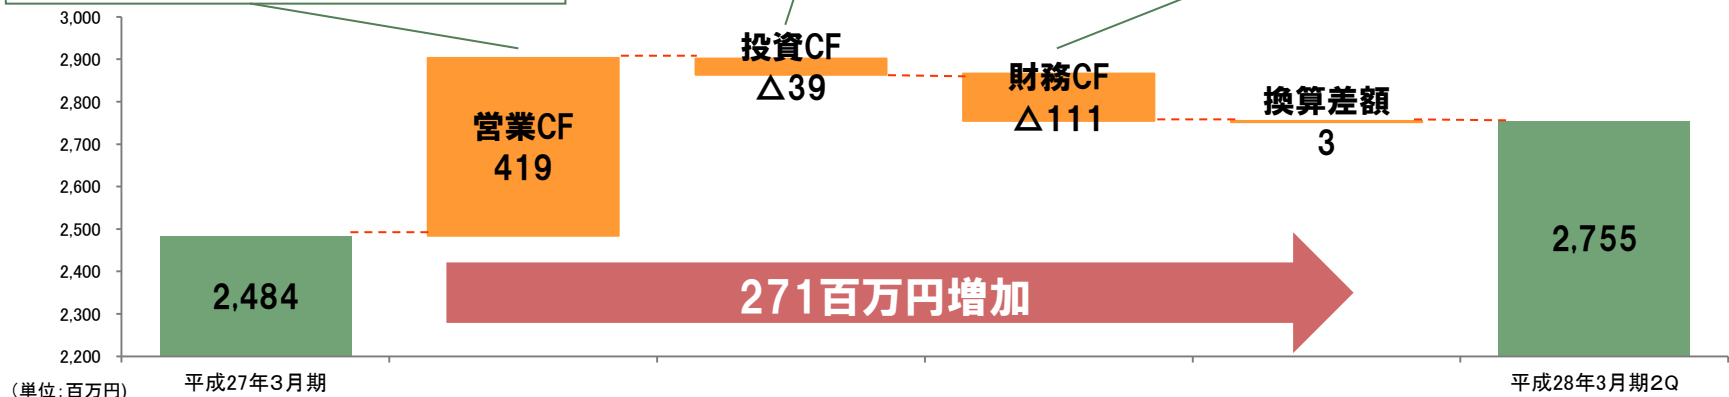 3,000
2,900
2,800
2,700
2,600
2,500
2,400
2,300
2,200
投資CF
△39
財務CF
△111
換算差額
3
営業CF
419
2,484
271百万円増加
2,755
（単位:百万円)
平成27年3月期
平成28年3月期2Q